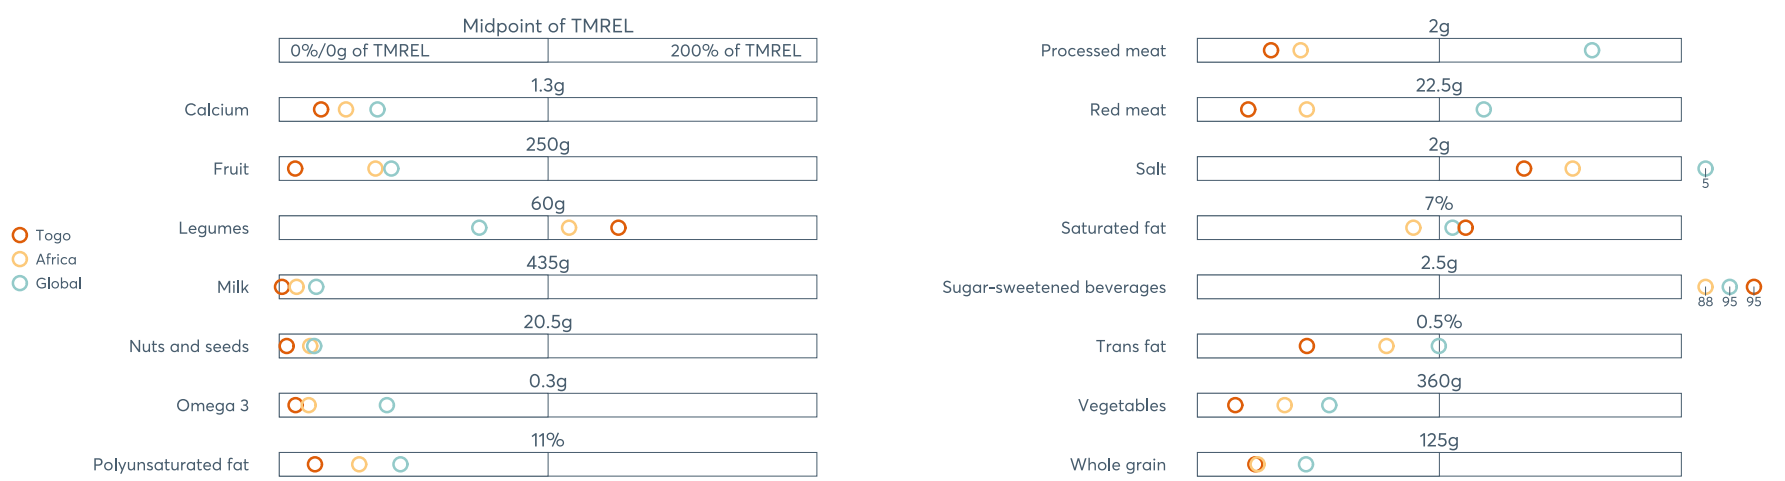 Midpoint of TMREL
0%/0g of TMREL 200% of TMREL
1.3g
Calcium
250g
Fruit
60g
Legumes
435g
Milk
20.5g
Nuts and seeds
0.3g
Omega 3
11%
Polyunsaturated fat
Togo
Africa
Global
2g
Processed meat
22.5g
Red meat
2g
Salt
5
7%
Saturated fat
2.5g
Sugar-sweetened beverages
88 95 95
0.5%
Trans fat
360g
Vegetables
125g
Whole grain